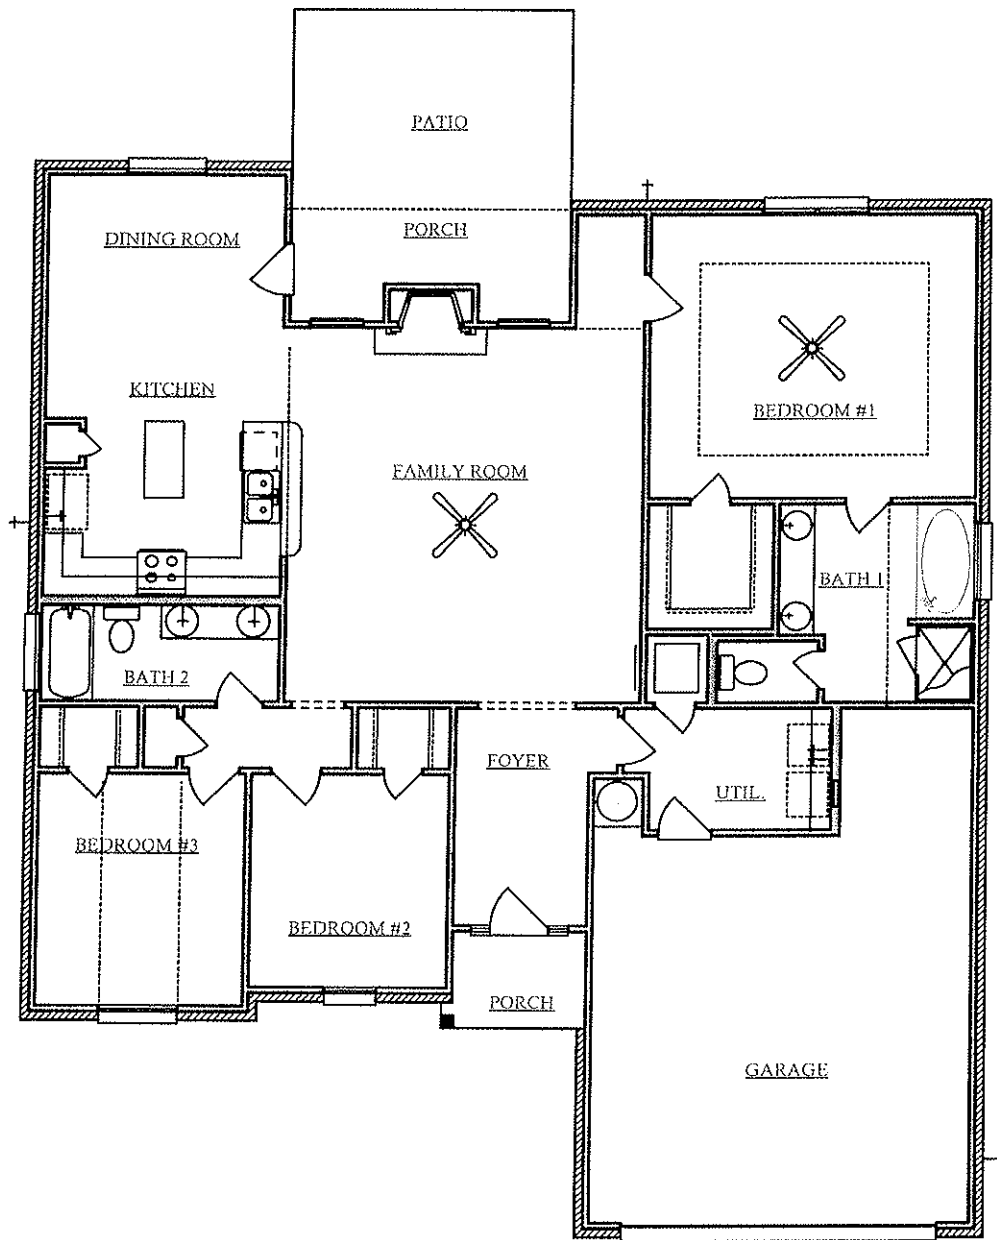 PATIO
DINING ROOM
PORCH
KITCHEN
BEDROOM #1
FAMILY ROOM
BATH 1
BATH 2
FOYER
UTIL.
BEDROOM #3
BEDROOM #2
PORCH
GARAGE